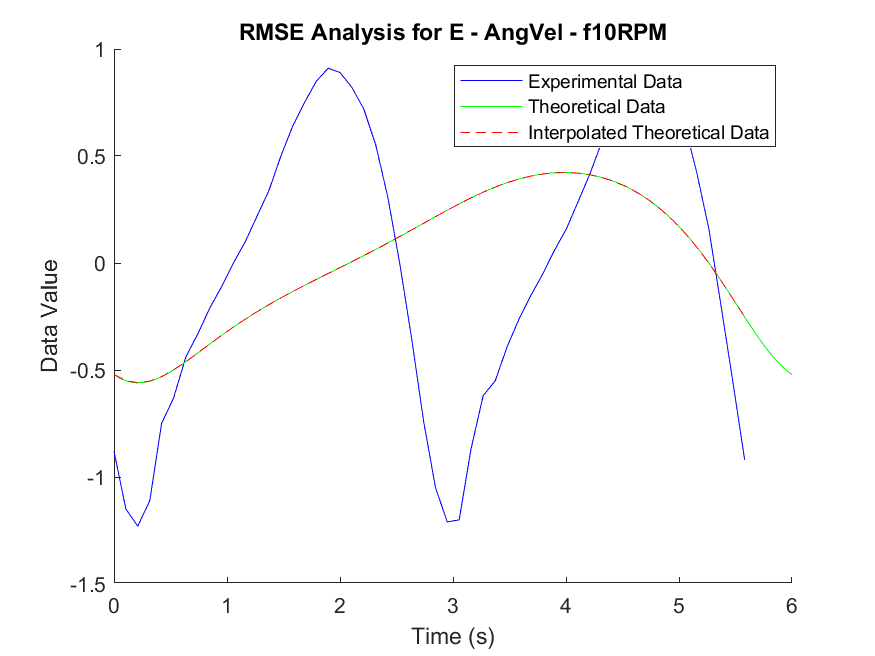 RMSE Analysis for E - AngVel - f10RPM
Experimental Data
Theoretical Data
Interpolated Theoretical Data
1
0.5
0
-0.5
-1
-1.5
Data Value
0 1 2 3 4 5 6
Time (s)